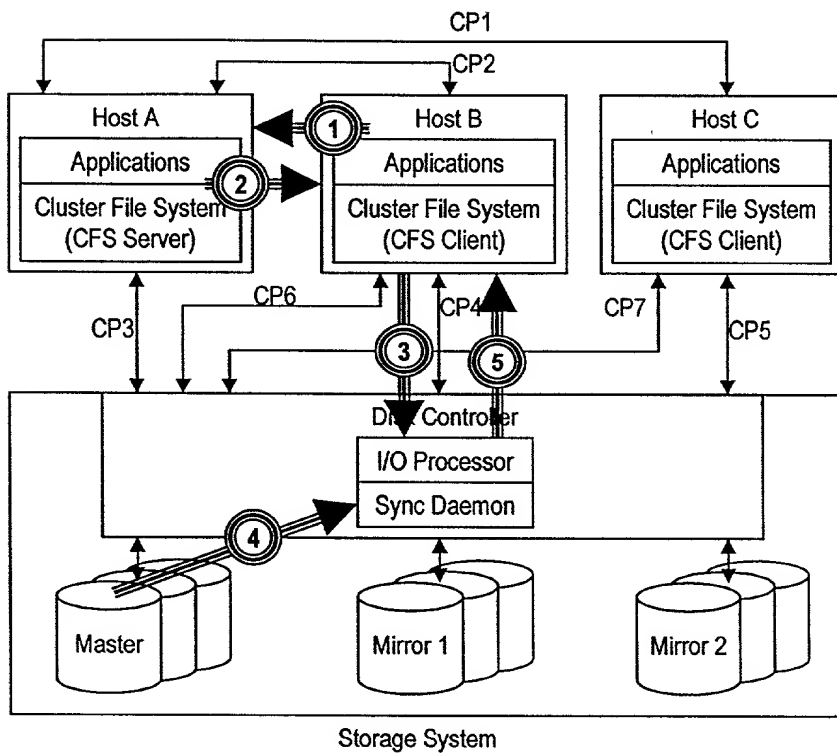 CP1
CP2
Host A
1
Host B
Host C
Applications
Applications
Applications
2
Cluster File System
(CFS Server)
Cluster File System
(CFS Client)
Cluster File System
(CFS Client)
CP3
CP6
CP4
CP7
CP5
3
5
Disk Controller
I/O Processor
Sync Daemon
4
Master
Mirror 1
Mirror 2
Storage System